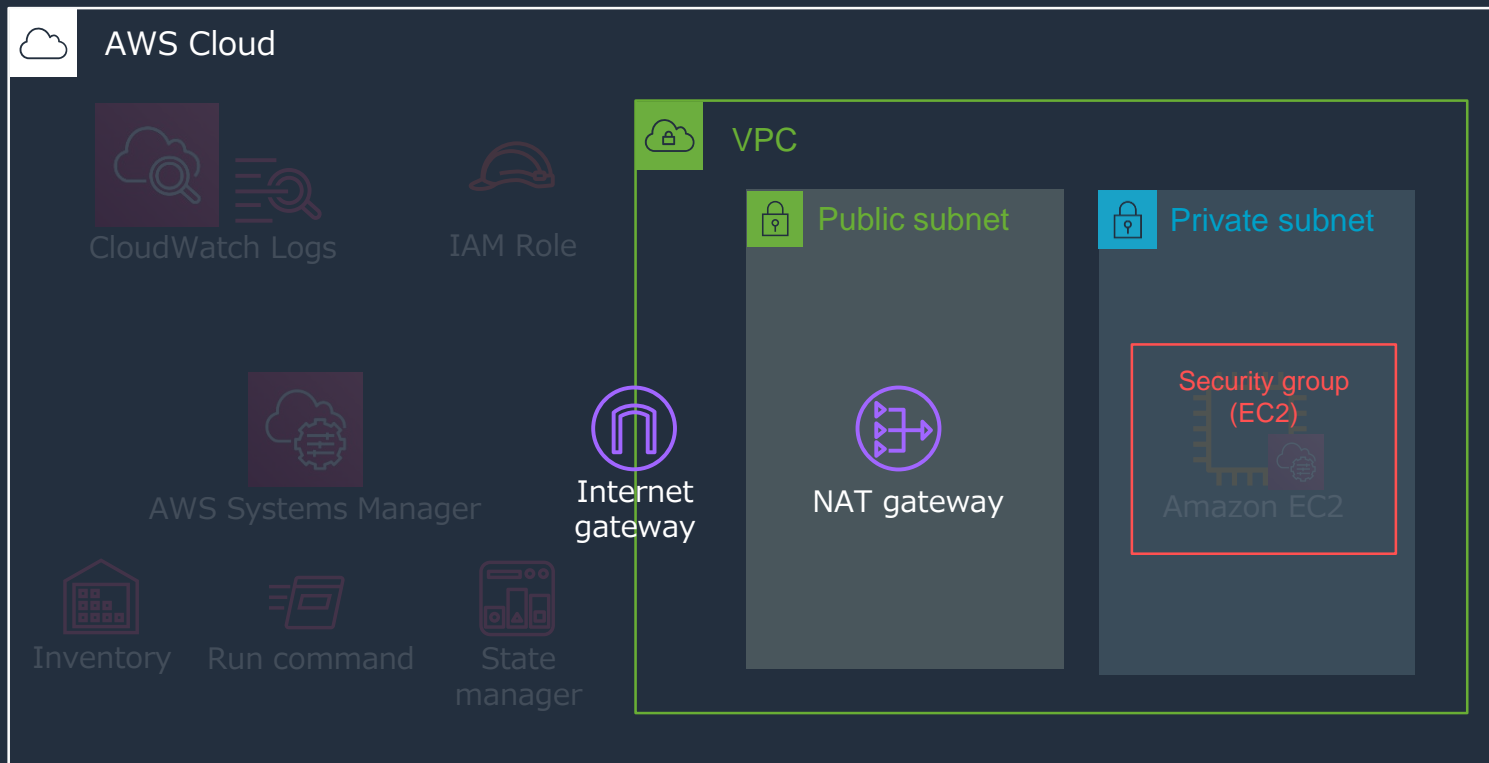 AWS Cloud
VPC
CloudWatch Logs
IAM Role
Public subnet
Private subnet
Security group
(EC2)
AWS Systems Manager
Internet
gateway
NAT gateway
Amazon EC2
Inventory
Run command
State
manager